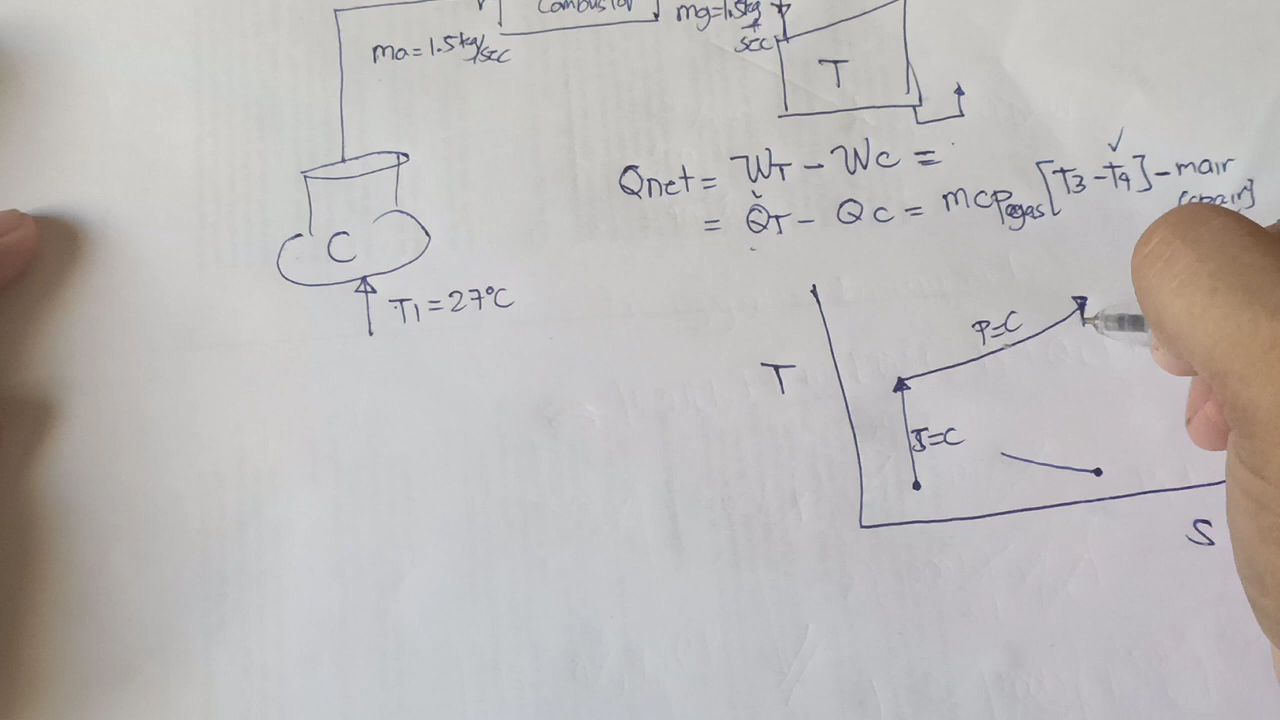 Combustor
ma=1.5kg/sec
mg=1.5kg
sec
T
Qnet = WT - WC =
= QT - QC = mcpgas[T3-T4]-mair
C
T1=27°C
P=C
T
S=C
S